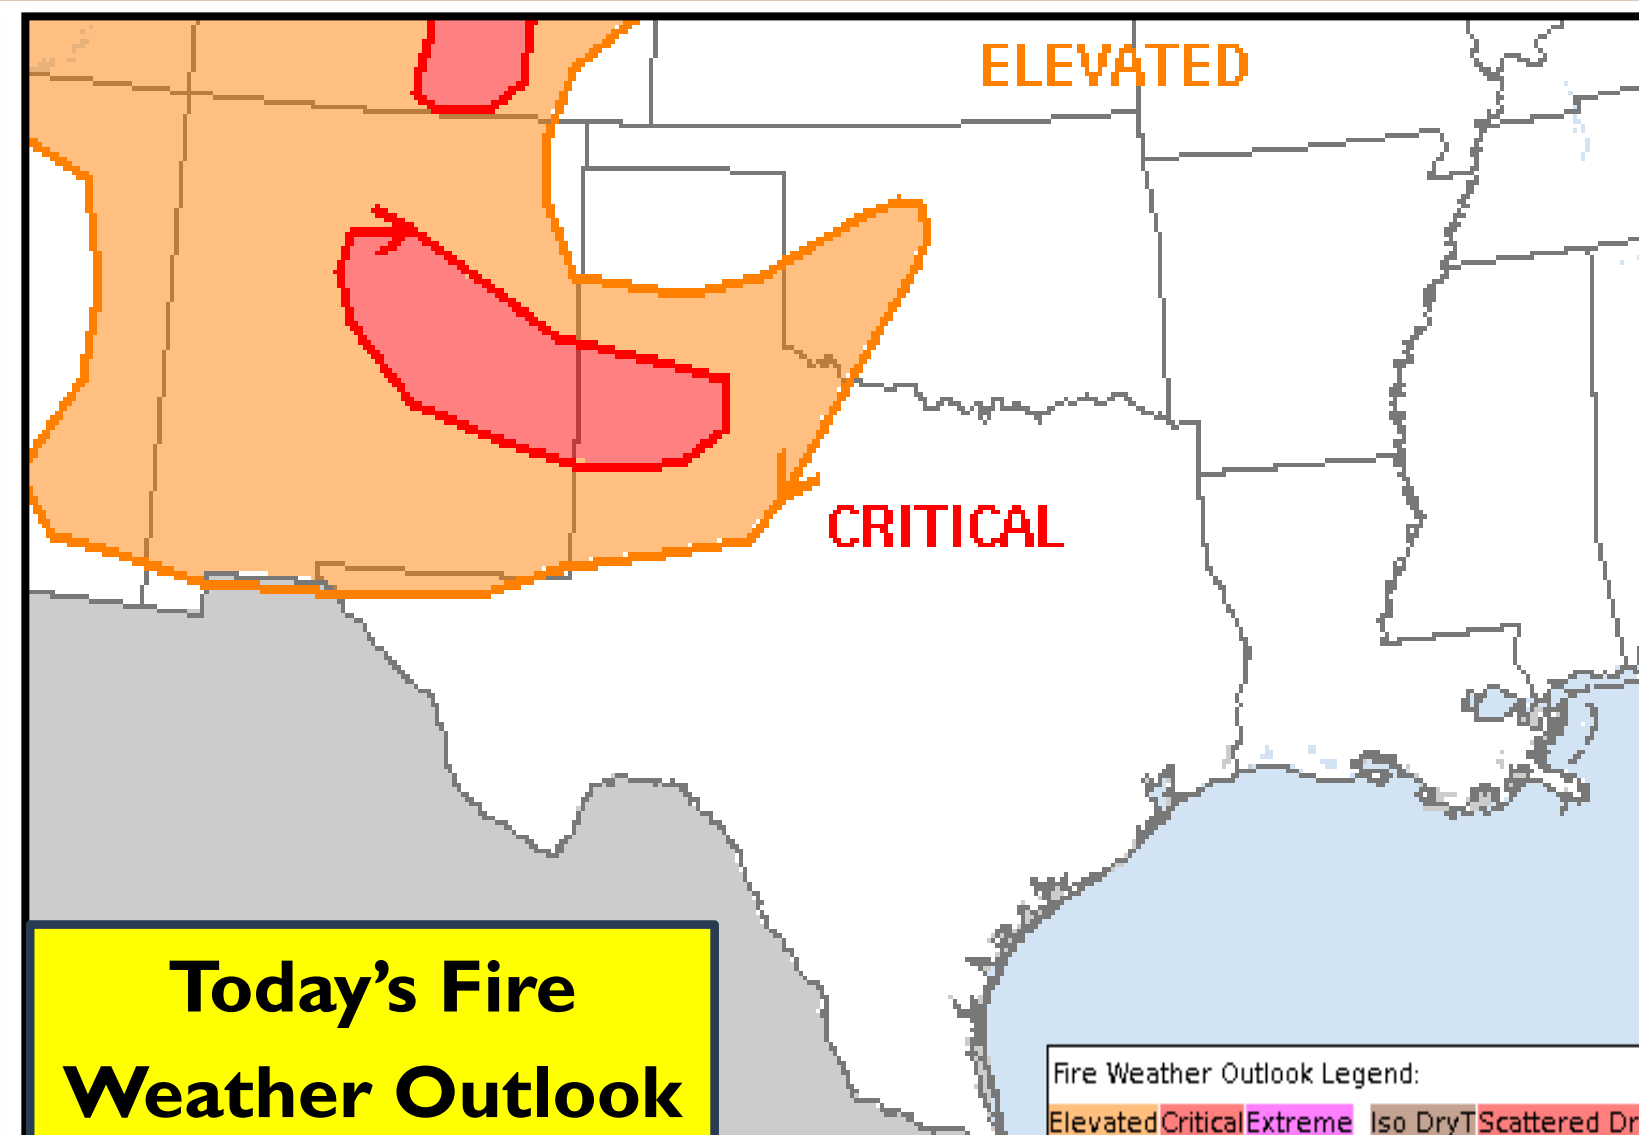 ELEVATED
CRITICAL
Today's Fire
Weather Outlook
Fire Weather Outlook Legend:
Elevated Critical Extreme Iso DryT Scattered Dr